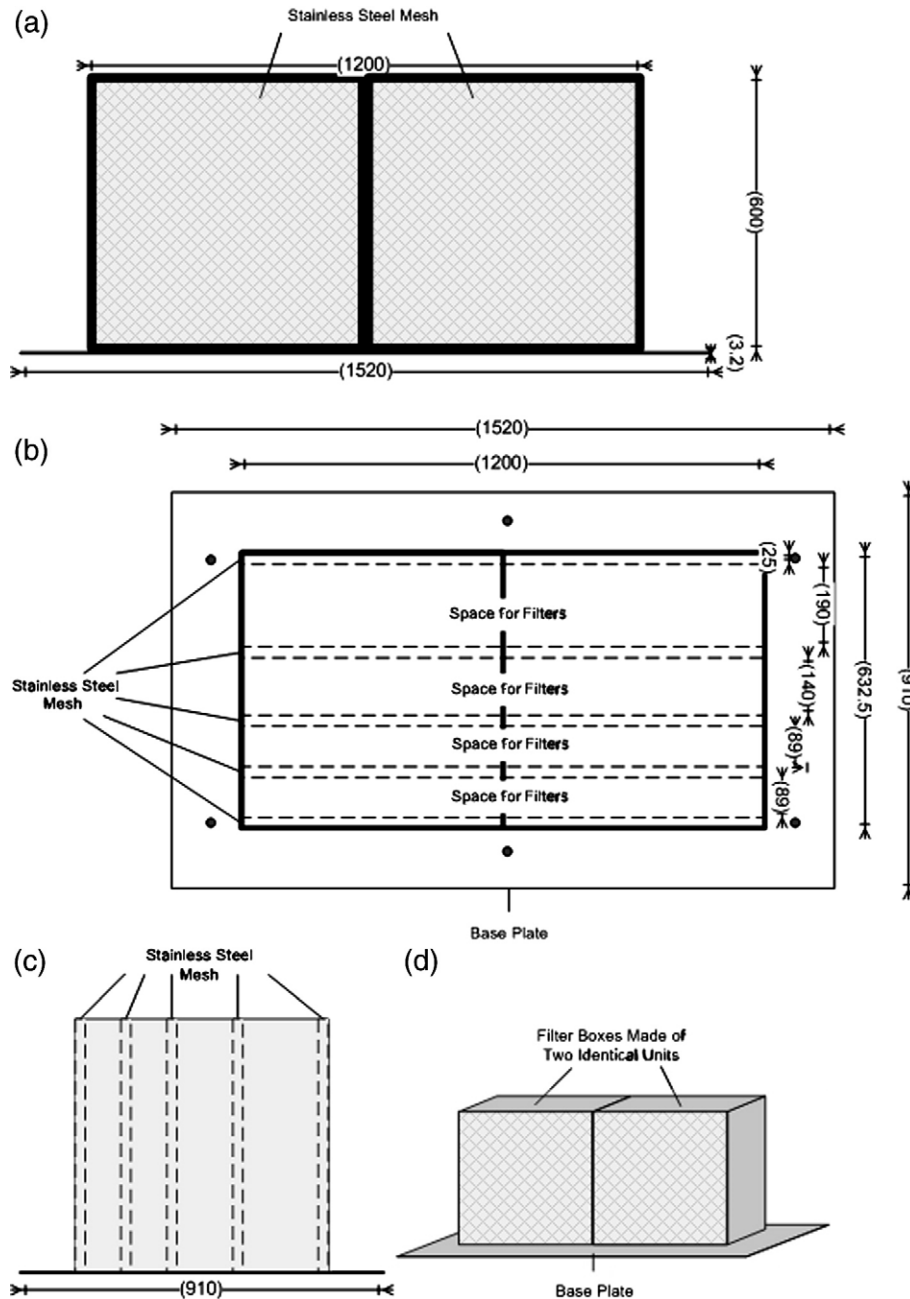 (a)
Stainless Steel Mesh
(1200)
(600)
(3.2)
(1520)
(b)
(1520)
(1200)
(25)
(190)
Space for Filters
Stainless Steel
Mesh
(140)
Space for Filters
(632.5)
(910)
(89)
Space for Filters
(89)
Space for Filters
Base Plate
(c)
Stainless Steel
Mesh
(910)
(d)
Filter Boxes Made of
Two Identical Units
Base Plate